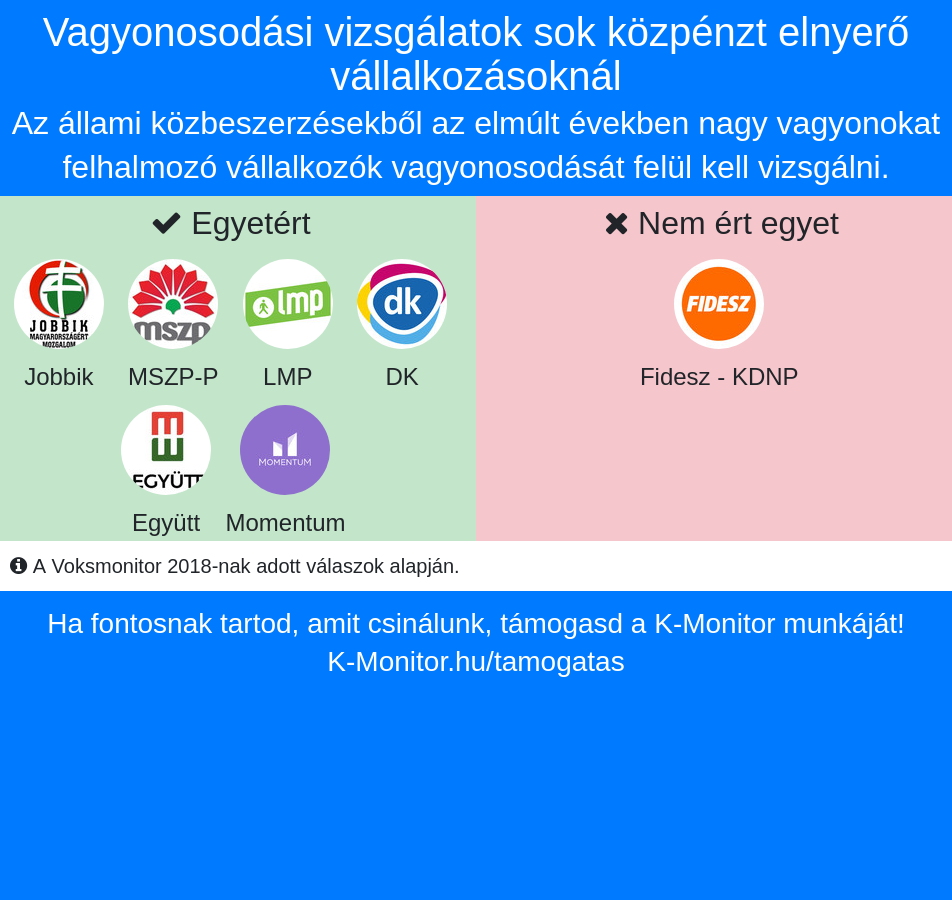 Vagyonosodási vizsgálatok sok közpénzt elnyerő
vállalkozásoknál
Az állami közbeszerzésekből az elmúlt években nagy vagyonokat
felhalmozó vállalkozók vagyonosodását felül kell vizsgálni.
✔ Egyetért
✖ Nem ért egyet
JOBBIK
MAGYARORSZÁGÉRT
MOZGALOM
mszp
lmp
dk
FIDESZ
Jobbik
MSZP-P
LMP
DK
Fidesz - KDNP
EGYÜTT
MOMENTUM
Együtt
Momentum
A Voksmonitor 2018-nak adott válaszok alapján.
Ha fontosnak tartod, amit csinálunk, támogasd a K-Monitor munkáját!
K-Monitor.hu/tamogatas